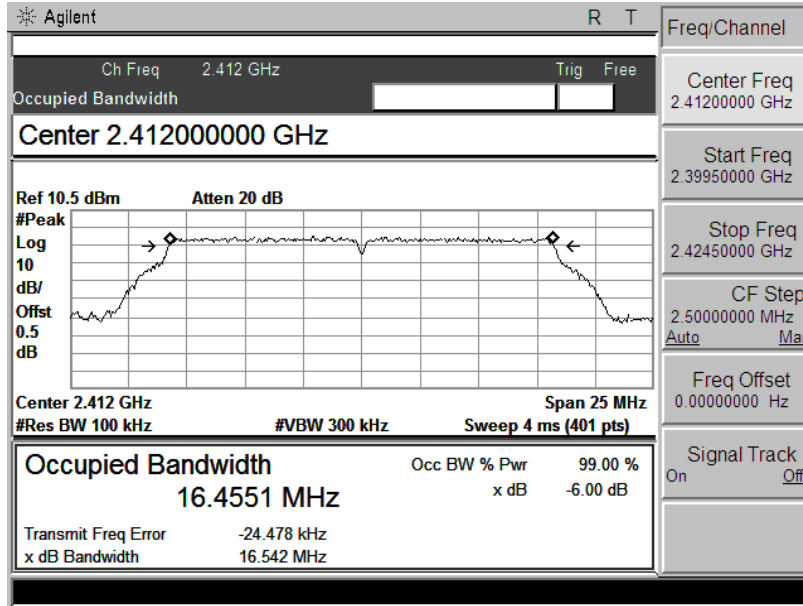 Agilent R T
Ch Freq 2.412 GHz Trig Free
Occupied Bandwidth
Center 2.412000000 GHz
Ref 10.5 dBm Atten 20 dB
#Peak
Log
10
dB/
Offst
0.5
dB
Center 2.412 GHz Span 25 MHz
#Res BW 100 kHz #VBW 300 kHz Sweep 4 ms (401 pts)
Occupied Bandwidth Occ BW % Pwr 99.00 %
16.4551 MHz x dB -6.00 dB
Transmit Freq Error -24.478 kHz
x dB Bandwidth 16.542 MHz
Freq/Channel
Center Freq
2.41200000 GHz
Start Freq
2.39950000 GHz
Stop Freq
2.42450000 GHz
CF Step
2.50000000 MHz
Auto Ma
Freq Offset
0.00000000 Hz
Signal Track
On Off